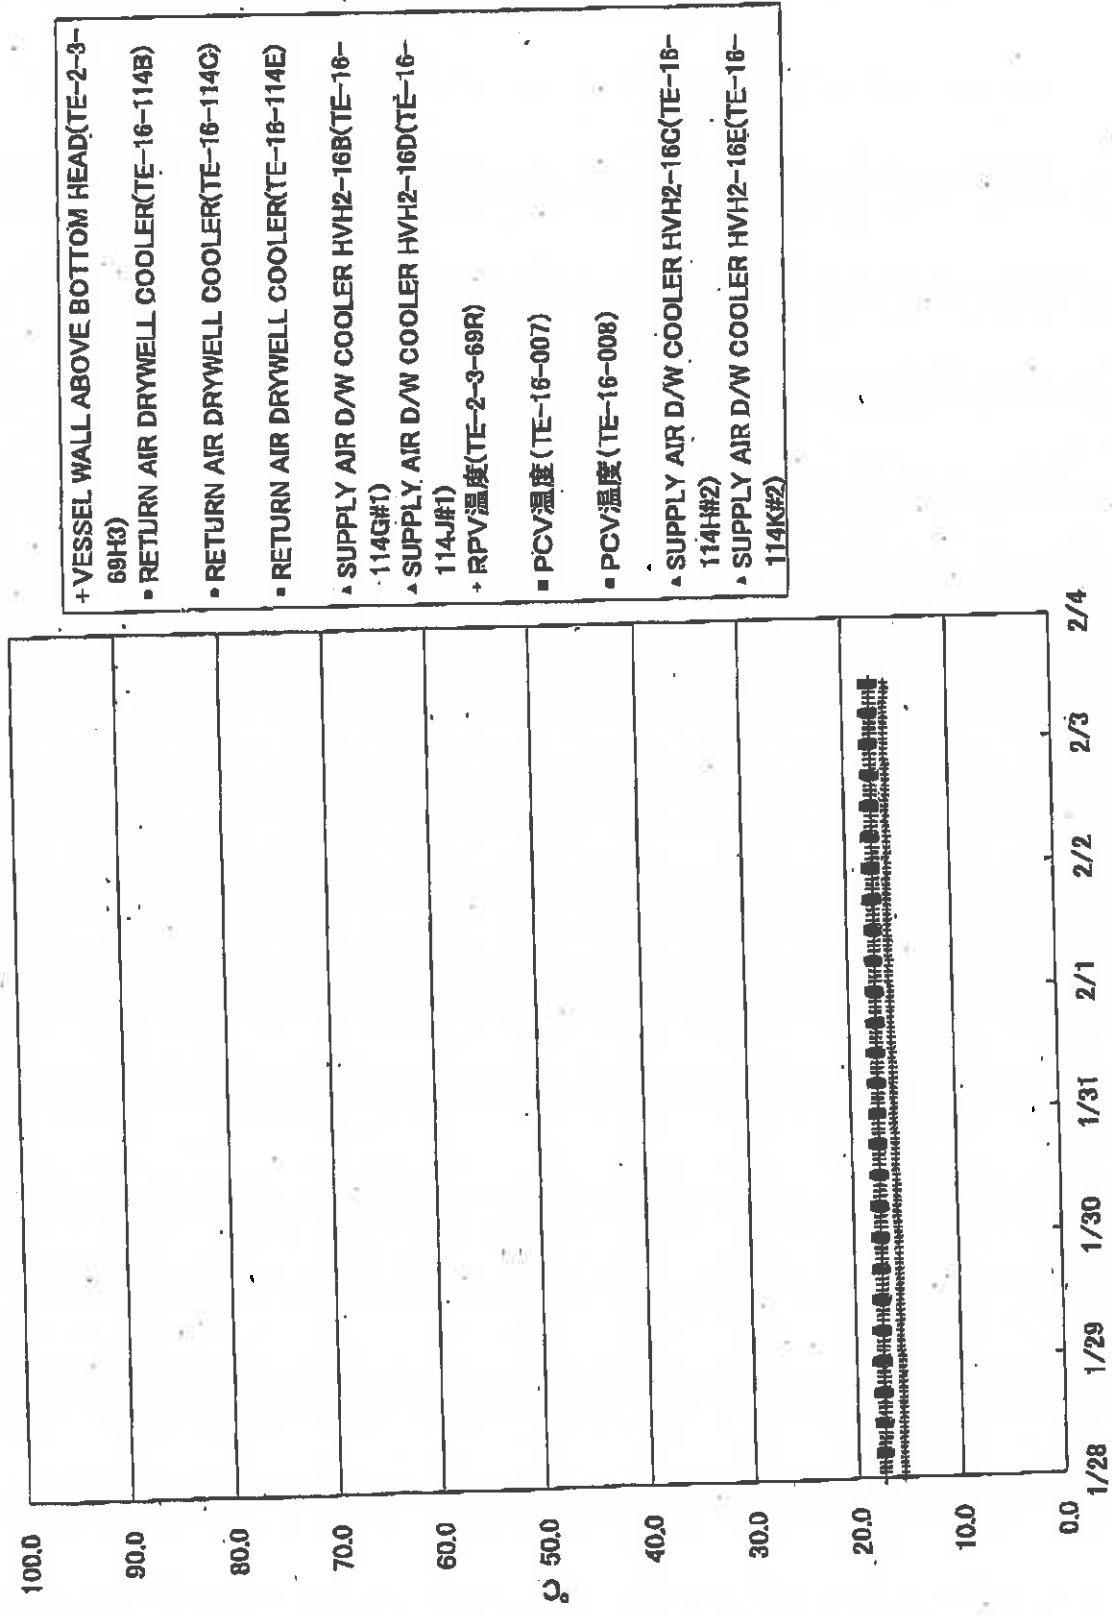 100.0
90.0
80.0
70.0
60.0
℃ 50.0
40.0
30.0
20.0
10.0
0.0
1/28 1/29 1/30 1/31 2/1 2/2 2/3 2/4
+ VESSEL WALL ABOVE BOTTOM HEAD(TE-2-3-
69H3)
▪ RETURN AIR DRYWELL COOLER(TE-16-114B)
▪ RETURN AIR DRYWELL COOLER(TE-16-114C)
▪ RETURN AIR DRYWELL COOLER(TE-16-114E)
▲ SUPPLY AIR D/W COOLER HVH2-16B(TE-16-
114G#1)
▲ SUPPLY AIR D/W COOLER HVH2-16D(TE-16-
114J#1)
+ RPV温度(TE-2-3-69R)
■ PCV温度(TE-16-007)
■ PCV温度(TE-16-008)
▲ SUPPLY AIR D/W COOLER HVH2-16C(TE-16-
114H#2)
▲ SUPPLY AIR D/W COOLER HVH2-16E(TE-16-
114K#2)